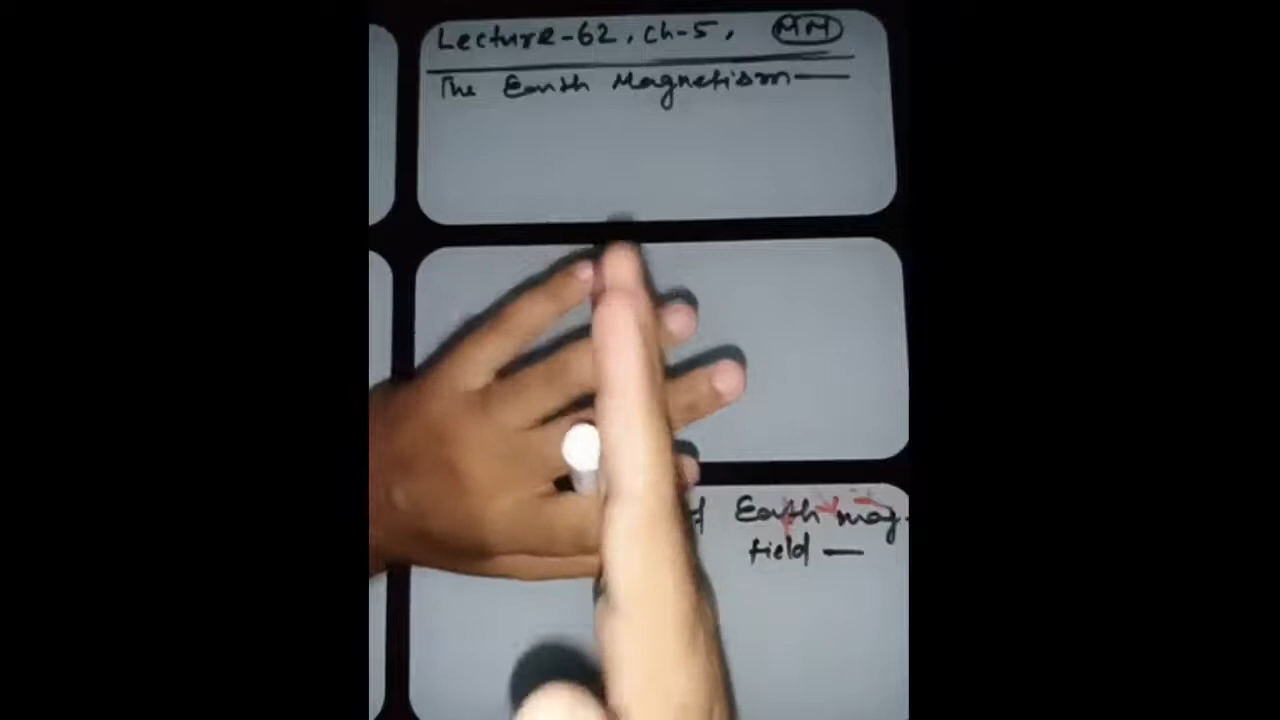 Lecture-62, Ch-5, MM
The Earth Magnetism—
Earth mag.
field —